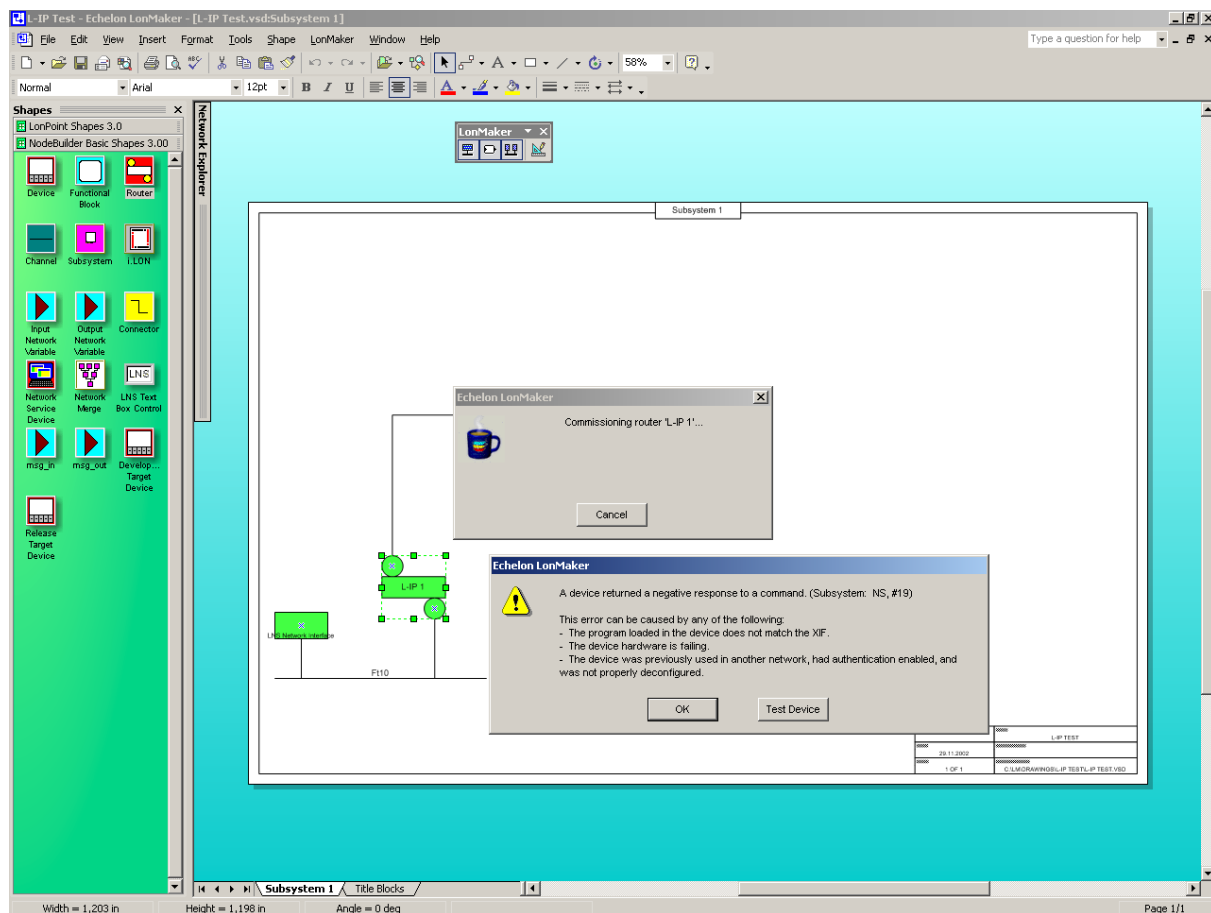 L-IP Test - Echelon LonMaker - [L-IP Test.vsd:Subsystem 1]
File Edit View Insert Format Tools Shape LonMaker Window Help
Type a question for help
58%
Normal Arial 12pt B I U
Shapes
LonPoint Shapes 3.0
NodeBuilder Basic Shapes 3.00
Device
Functional Block
Router
Channel
Subsystem
i.LON
Input Network Variable
Output Network Variable
Connector
Network Service Device
Network Merge
LNS
LNS Text Box Control
msg_in
msg_out
Develop... Target Device
Release Target Device
Network Explorer
LonMaker
Subsystem 1
Echelon LonMaker
Commissioning router 'L-IP 1'...
Cancel
L-IP 1
LNS Network Interface
Ft10
Echelon LonMaker
A device returned a negative response to a command. (Subsystem: NS, #19)
This error can be caused by any of the following:
- The program loaded in the device does not match the XIF.
- The device hardware is failing.
- The device was previously used in another network, had authentication enabled, and
was not properly deconfigured.
OK
Test Device
L-IP TEST
29.11.2002
1 OF 1
C:\LM\DRAWINGS\L-IP TEST\L-IP TEST.VSD
Subsystem 1
Title Blocks
Width = 1,203 in Height = 1,198 in Angle = 0 deg Page 1/1